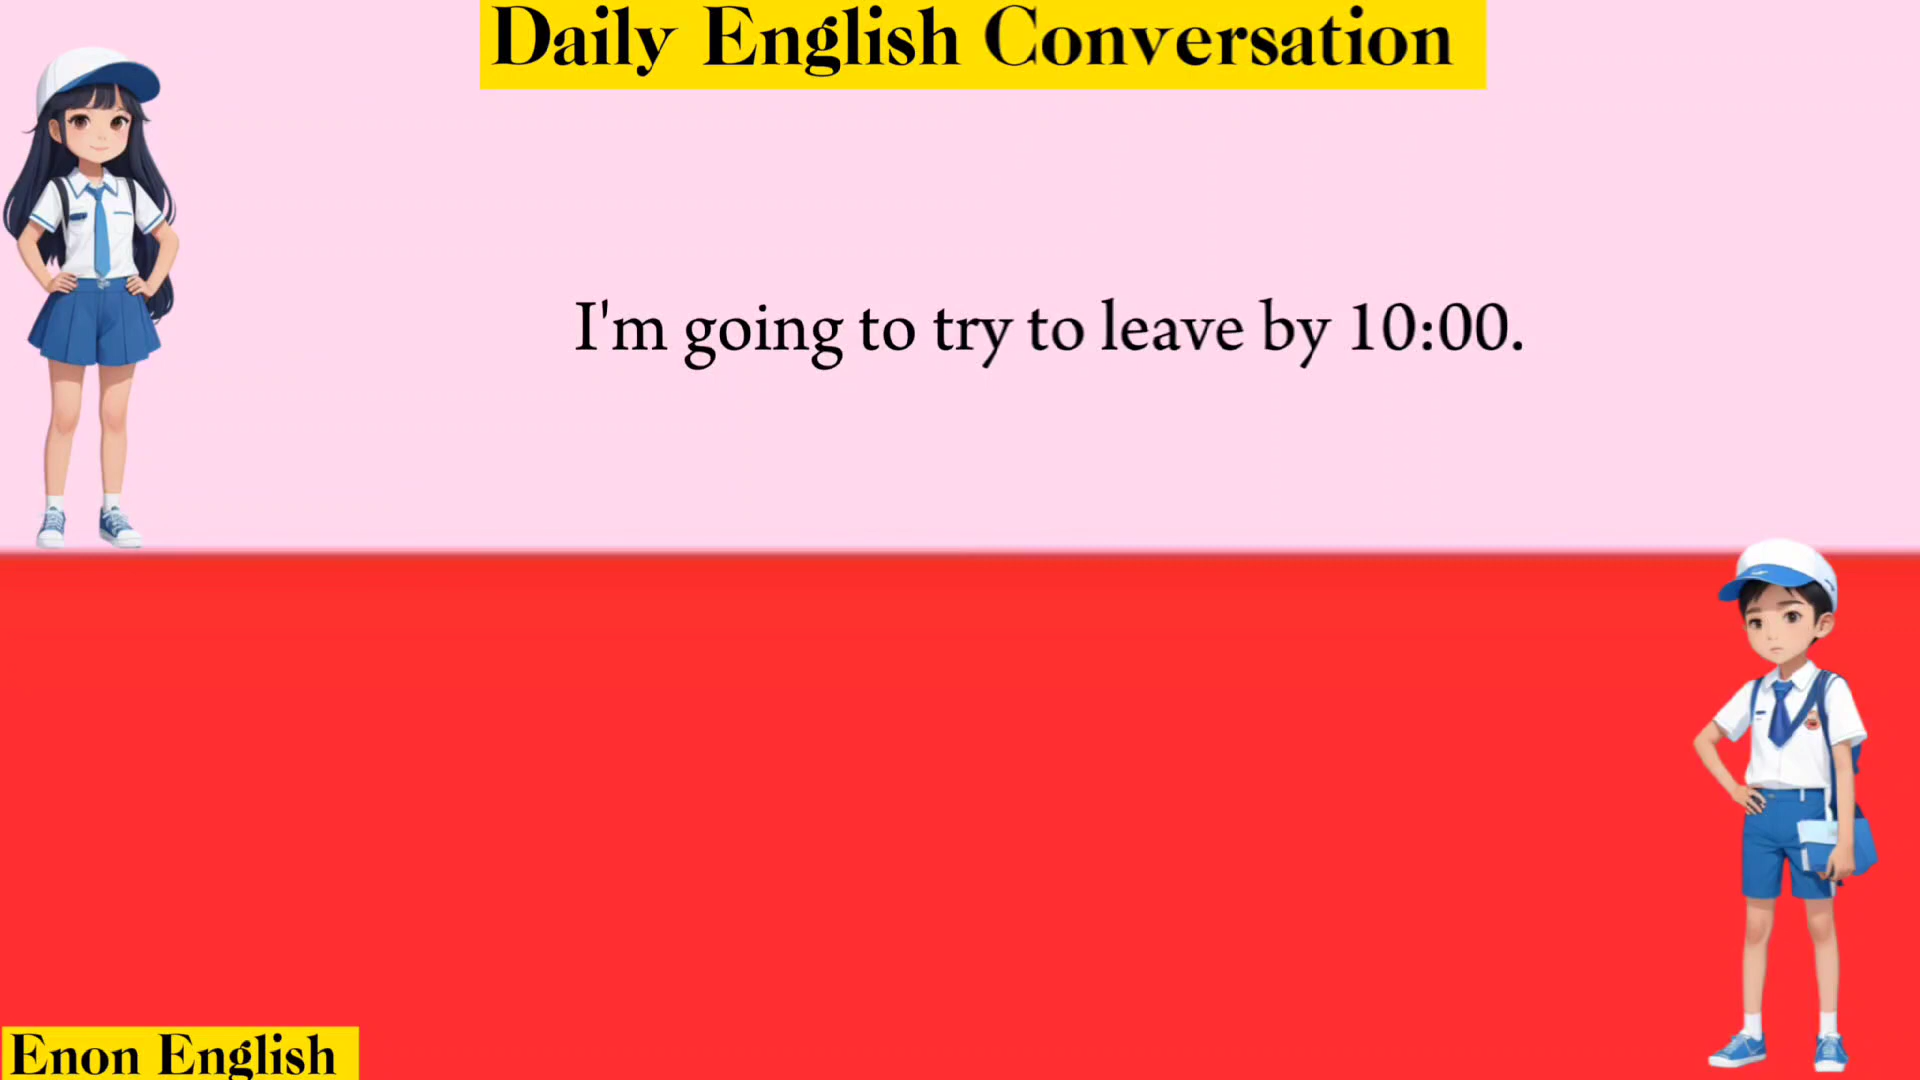 Daily English Conversation
I'm going to try to leave by 10:00.
Enon English